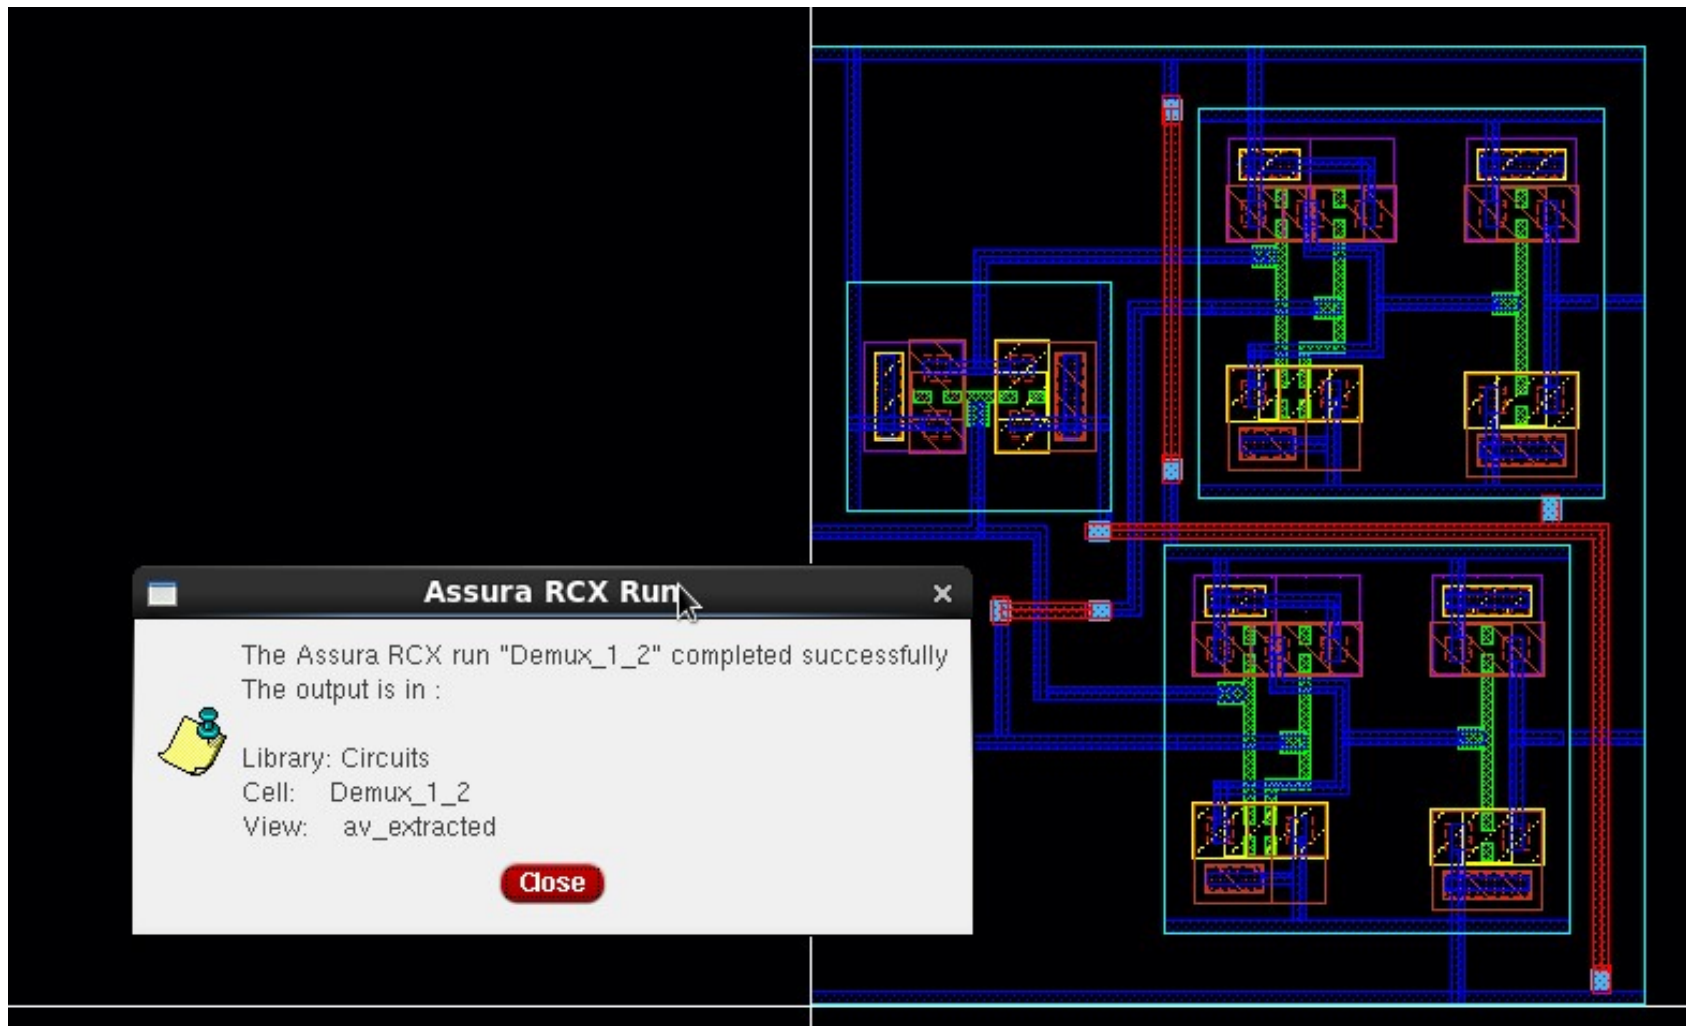 Assura RCX Run
The Assura RCX run "Demux_1_2" completed successfully
The output is in :
Library: Circuits
Cell: Demux_1_2
View: av_extracted
Close